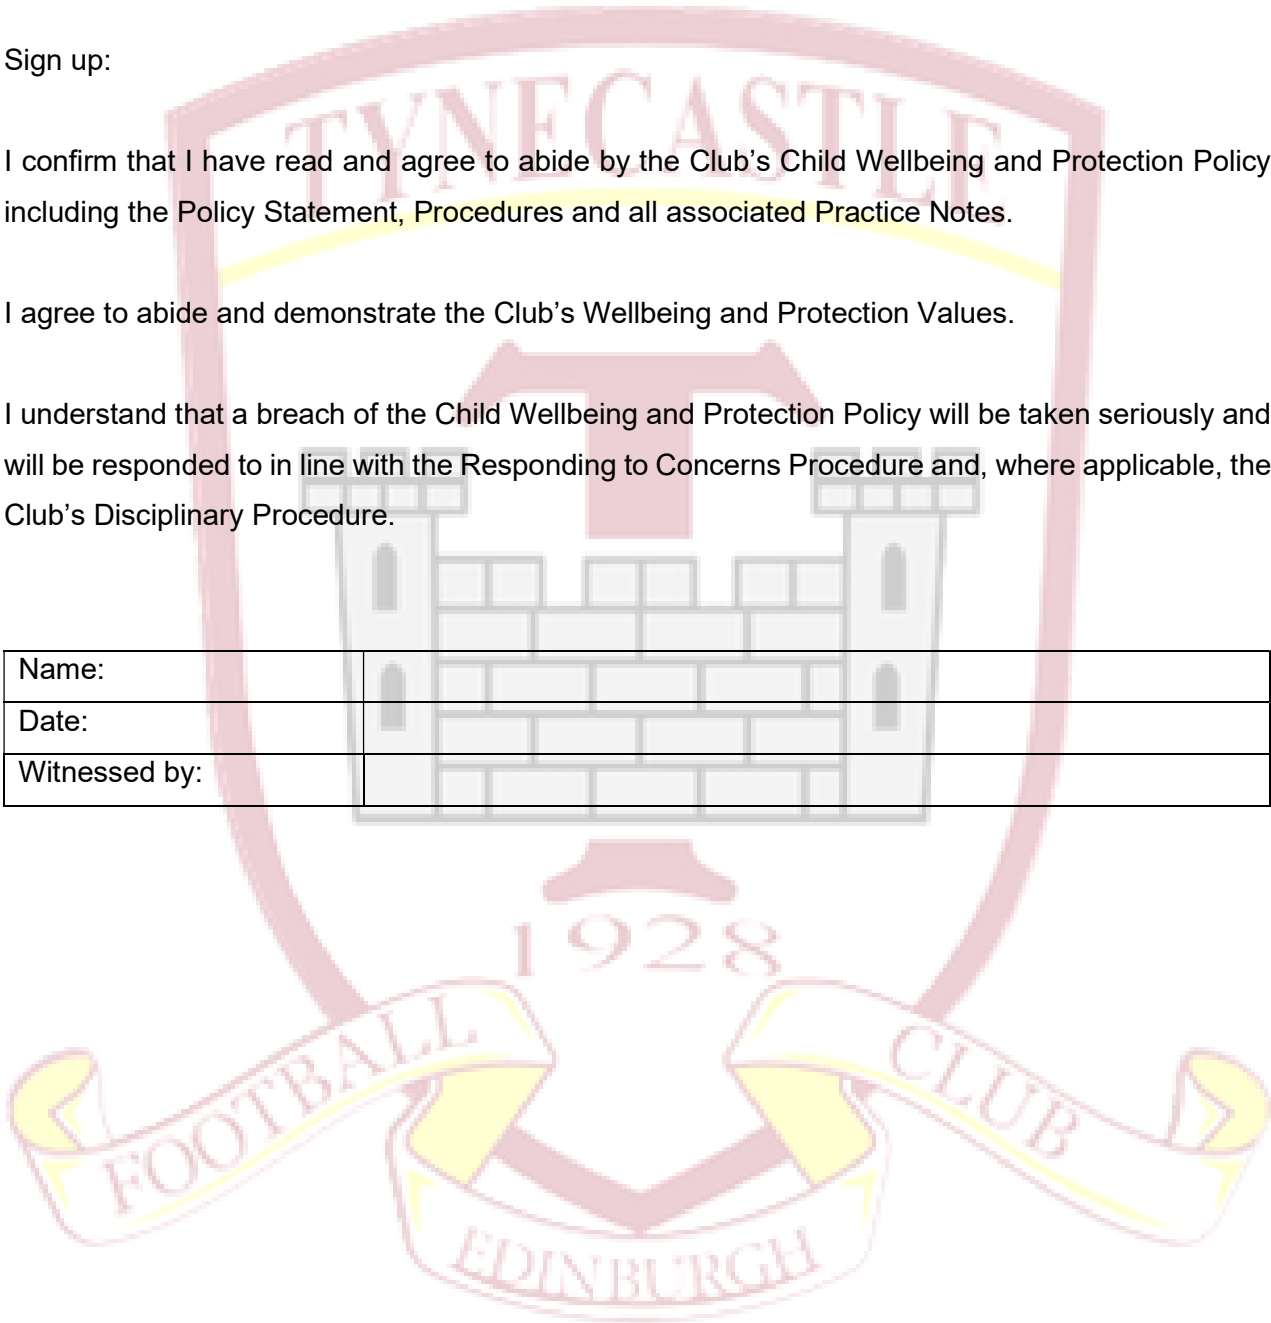 Sign up:
TYNECASTLE
I confirm that I have read and agree to abide by the Club’s Child Wellbeing and Protection Policy
including the Policy Statement, Procedures and all associated Practice Notes.
I agree to abide and demonstrate the Club’s Wellbeing and Protection Values.
I understand that a breach of the Child Wellbeing and Protection Policy will be taken seriously and
will be responded to in line with the Responding to Concerns Procedure and, where applicable, the
Club’s Disciplinary Procedure.
T
Name:
Date:
Witnessed by:
1928
FOOTBALL
CLUB
EDINBURGH